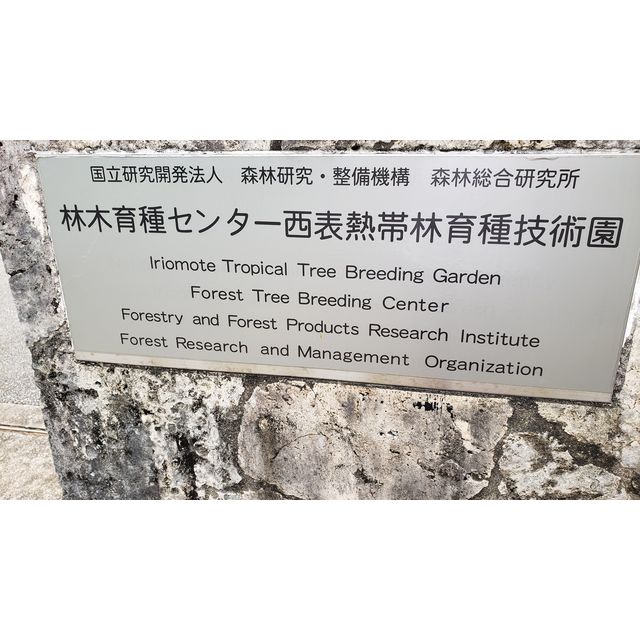 国立研究開発法人　森林研究・整備機構　森林総合研究所
林木育種センター西表熱帯林育種技術園
Iriomote Tropical Tree Breeding Garden
Forest Tree Breeding Center
Forestry and Forest Products Research Institute
Forest Research and Management Organization